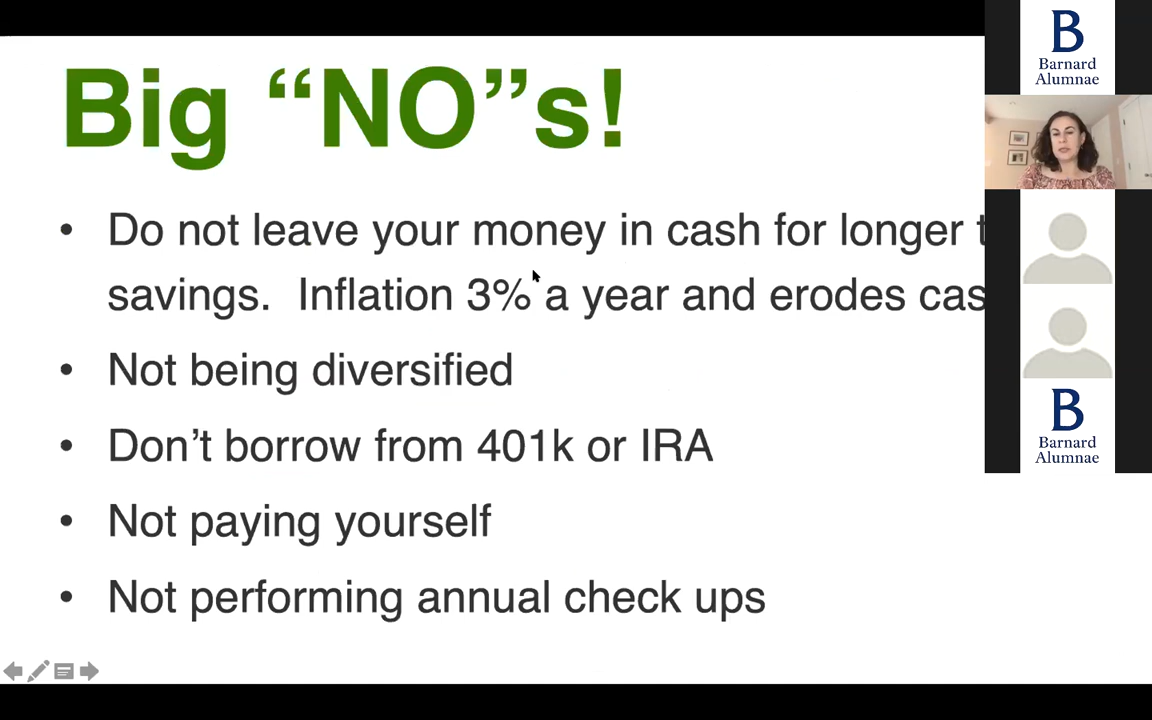 Big “NO”s!
• Do not leave your money in cash for longer
savings. Inflation 3% a year and erodes
• Not being diversified
• Don’t borrow from 401k or IRA
• Not paying yourself
• Not performing annual check ups
B
Barnard
Alumnae
B
Barnard
Alumnae